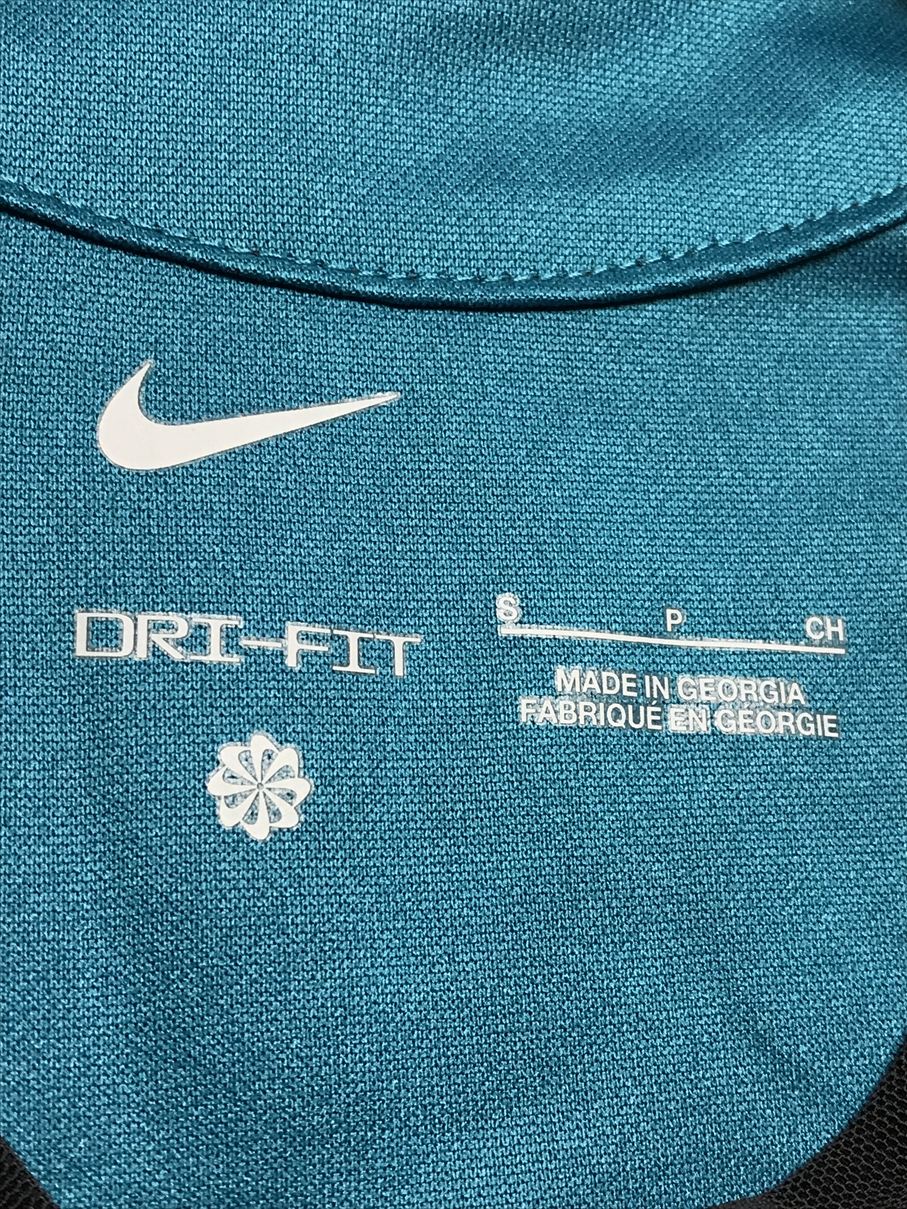 DRI-FIT
S P CH
MADE IN GEORGIA
FABRIQUÉ EN GÉORGIE